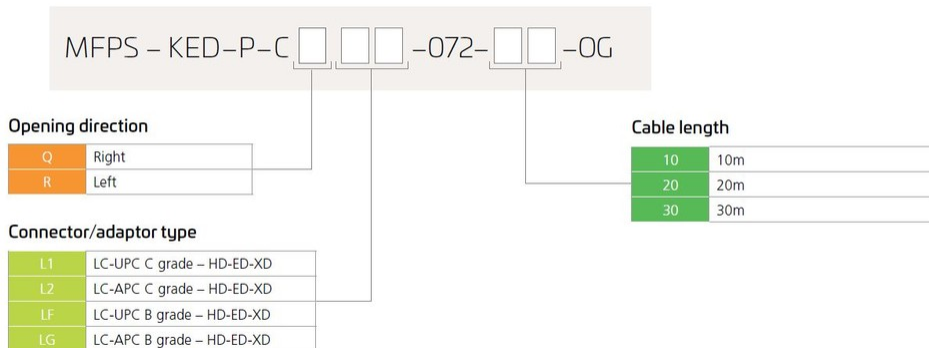 MFPS – KED–P–C☐ ☐☐ –072–☐☐ –OG
Opening direction
Q Right
R Left
Connector/adaptor type
L1 LC-UPC C grade – HD-ED-XD
L2 LC-APC C grade – HD-ED-XD
LF LC-UPC B grade – HD-ED-XD
LG LC-APC B grade – HD-ED-XD
Cable length
10 10m
20 20m
30 30m